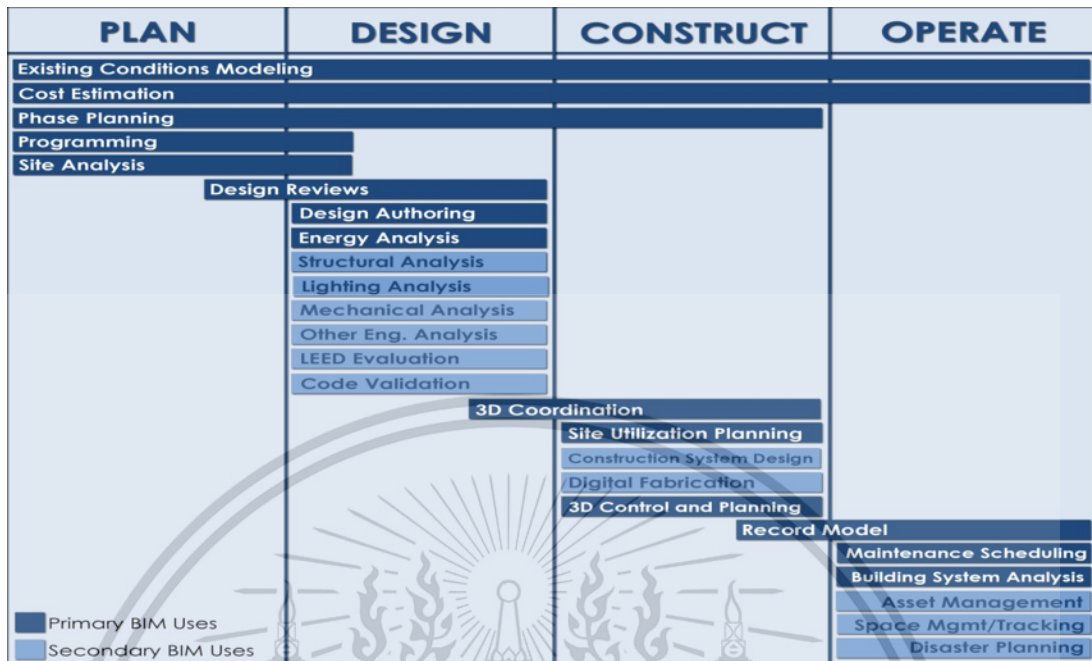 PLAN DESIGN CONSTRUCT OPERATE
Existing Conditions Modeling
Cost Estimation
Phase Planning
Programming
Site Analysis
Design Reviews
Design Authoring
Energy Analysis
Structural Analysis
Lighting Analysis
Mechanical Analysis
Other Eng. Analysis
LEED Evaluation
Code Validation
3D Coordination
Site Utilization Planning
Construction System Design
Digital Fabrication
3D Control and Planning
Record Model
Maintenance Scheduling
Building System Analysis
Asset Management
Space Mgmt/Tracking
Disaster Planning
Primary BIM Uses
Secondary BIM Uses